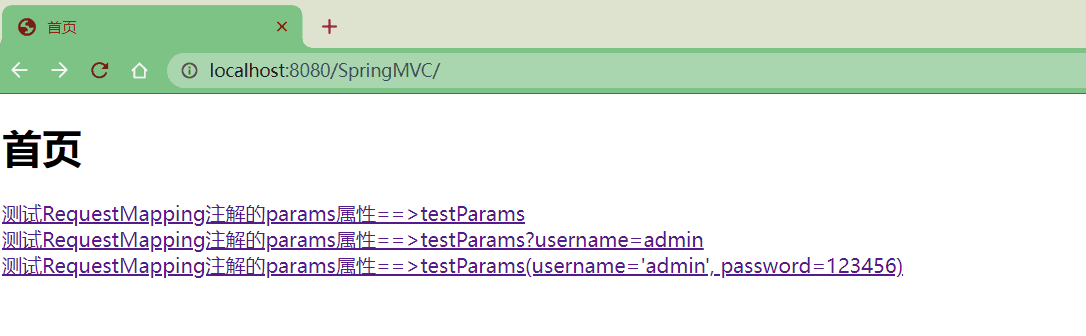 首页
localhost:8080/SpringMVC/
首页
测试RequestMapping注解的params属性==>testParams
测试RequestMapping注解的params属性==>testParams?username=admin
测试RequestMapping注解的params属性==>testParams(username='admin', password=123456)